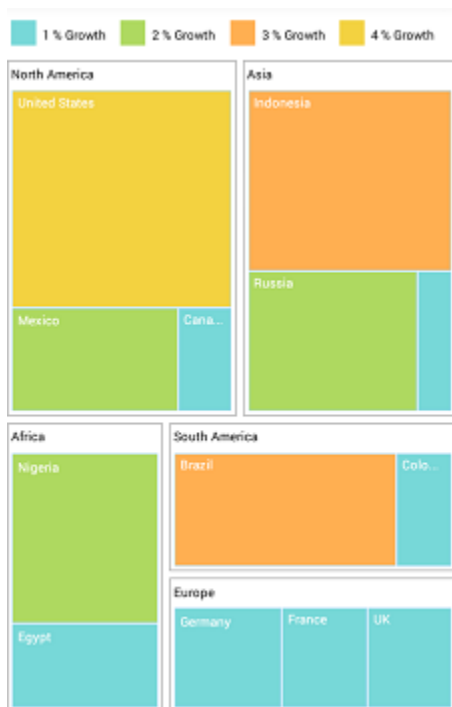 1 % Growth 2 % Growth 3 % Growth 4 % Growth
North America
United States
Mexico
Cana...
Asia
Indonesia
Russia
Africa
Nigeria
Egypt
South America
Brazil
Colo...
Europe
Germany
France
UK